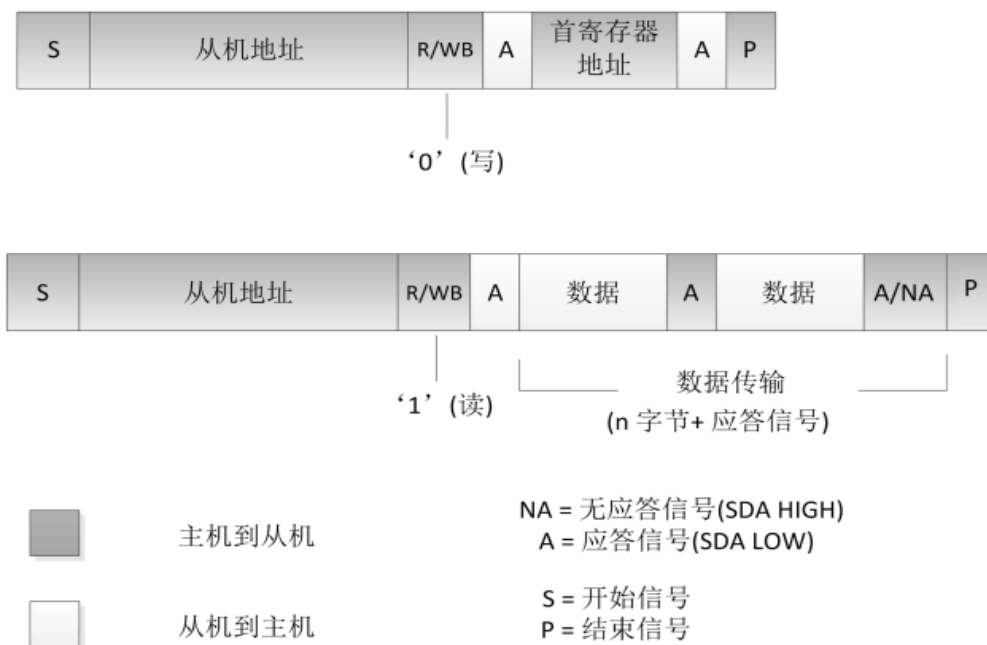 S 从机地址 R/WB A 首寄存器地址 A P
‘0’ (写)
S 从机地址 R/WB A 数据 A 数据 A/NA P
‘1’ (读)
数据传输
(n 字节+ 应答信号)
主机到从机
NA = 无应答信号(SDA HIGH)
A = 应答信号(SDA LOW)
S = 开始信号
从机到主机
P = 结束信号